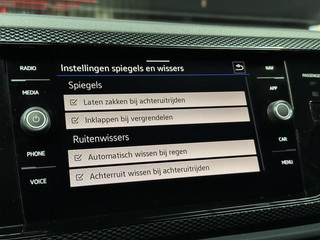 Instellingen spiegels en wissers
RADIO
NAV
Spiegels
MEDIA
APP
Laten zakken bij achteruitrijden
Inklappen bij vergrendelen
Ruitenwissers
CAR
PHONE
Automatisch wissen bij regen
MENU
VOICE
Achterruit wissen bij achteruitrijden